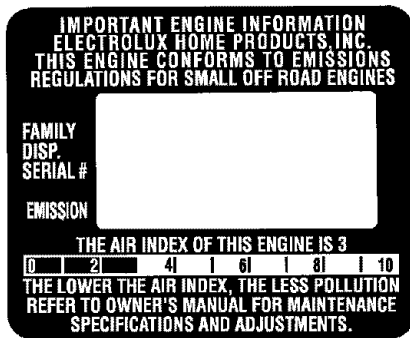 IMPORTANT ENGINE INFORMATION
ELECTROLUX HOME PRODUCTS, INC.
THIS ENGINE CONFORMS TO EMISSIONS
REGULATIONS FOR SMALL OFF ROAD ENGINES
FAMILY
DISP.
SERIAL #
EMISSION
THE AIR INDEX OF THIS ENGINE IS 3
0 2 4 6 8 10
THE LOWER THE AIR INDEX, THE LESS POLLUTION
REFER TO OWNER'S MANUAL FOR MAINTENANCE
SPECIFICATIONS AND ADJUSTMENTS.